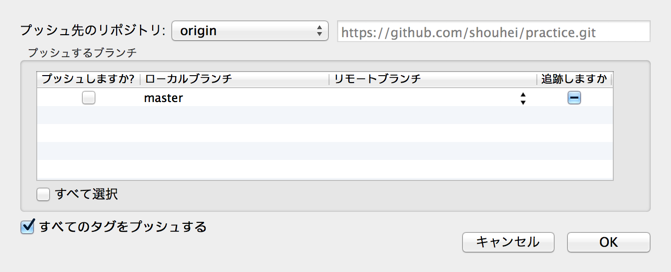 プッシュ先のリポジトリ: origin https://github.com/shouhei/practice.git
プッシュするブランチ
プッシュしますか? ローカルブランチ リモートブランチ 追跡しますか
master
すべて選択
すべてのタグをプッシュする
キャンセル OK